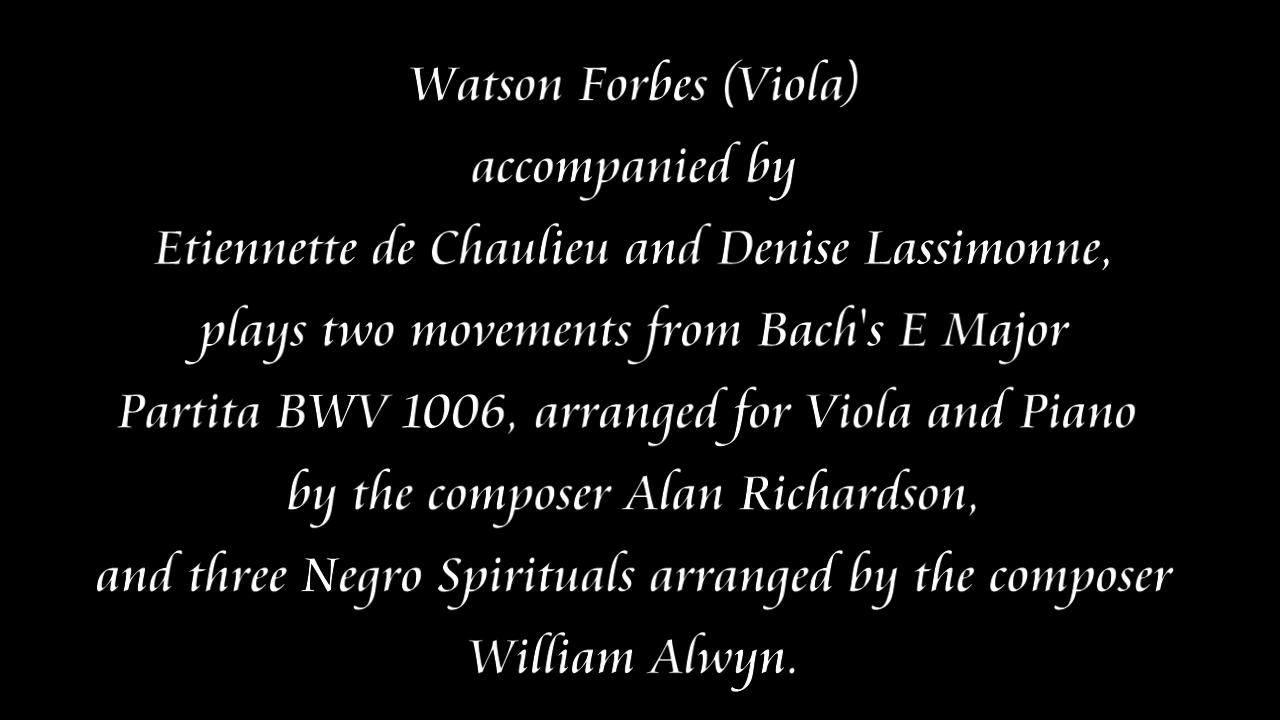 Watson Forbes (Viola)
accompanied by
Etiennette de Chaulieu and Denise Lassimonne,
plays two movements from Bach's E Major
Partita BWV 1006, arranged for Viola and Piano
by the composer Alan Richardson,
and three Negro Spirituals arranged by the composer
William Alwyn.